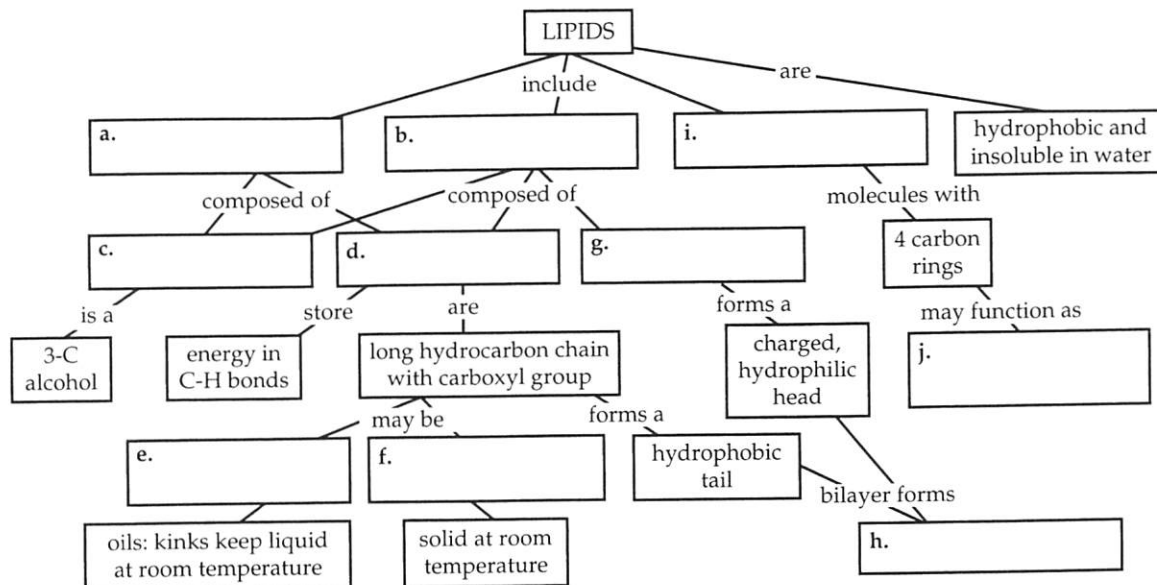 LIPIDS
include
are
a.
b.
i.
hydrophobic and
insoluble in water
composed of
composed of
molecules with
c.
d.
g.
4 carbon
rings
is a
store
are
forms a
may function as
3-C
alcohol
energy in
C-H bonds
long hydrocarbon chain
with carboxyl group
charged,
hydrophilic
head
j.
may be
forms a
e.
f.
hydrophobic
tail
bilayer forms
oils: kinks keep liquid
at room temperature
solid at room
temperature
h.